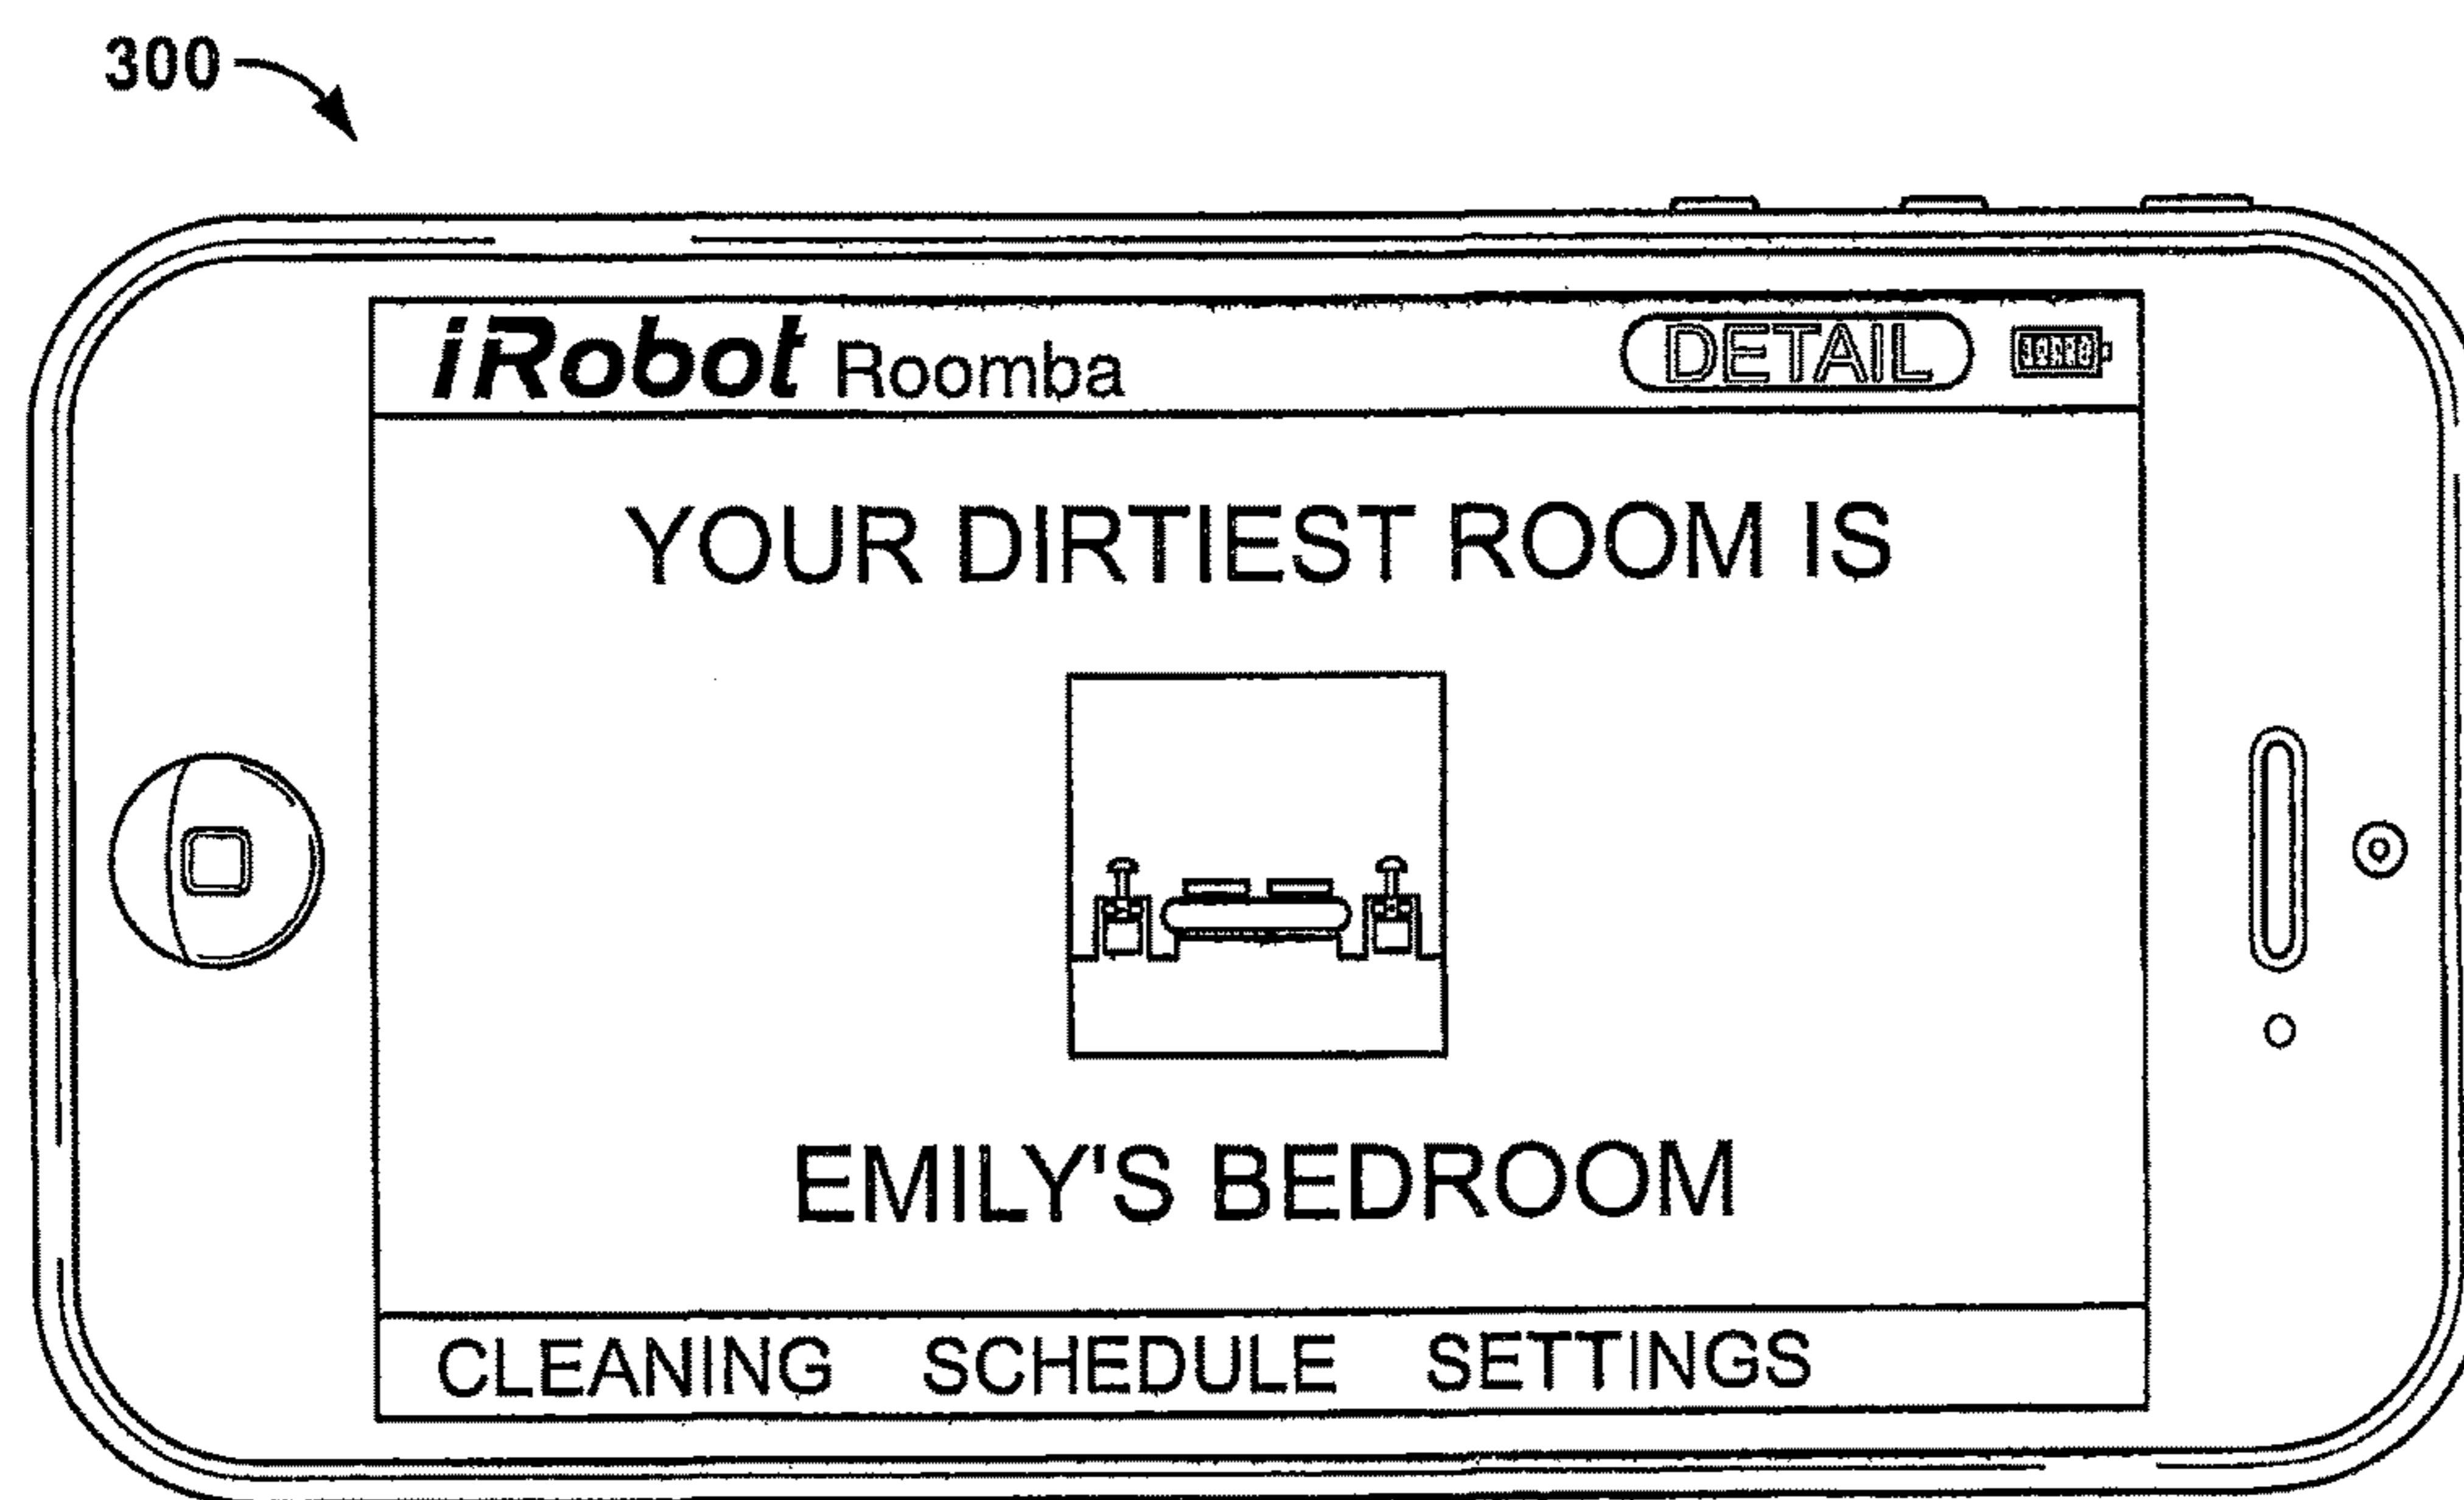 300
iRobot Roomba DETAIL
YOUR DIRTIEST ROOM IS
EMILY'S BEDROOM
CLEANING SCHEDULE SETTINGS